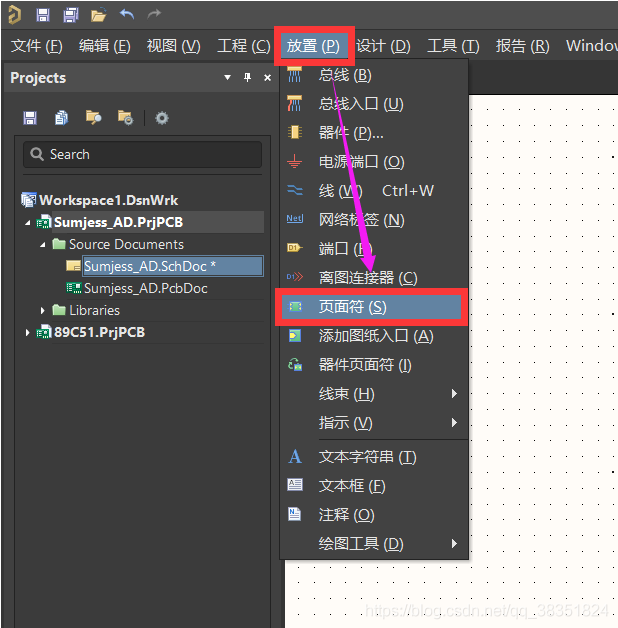 文件 (F) 编辑 (E) 视图 (V) 工程 (C) 放置 (P) 设计 (D) 工具 (T) 报告 (R) Window
Projects
Search
Workspace1.DsnWrk
Sumjess_AD.PrjPCB
Source Documents
Sumjess_AD.SchDoc *
Sumjess_AD.PcbDoc
Libraries
89C51.PrjPCB
总线 (B)
总线入口 (U)
器件 (P)...
电源端口 (O)
线 (W) Ctrl+W
Net 网络标签 (N)
D1 端口 (R)
D1 离图连接器 (C)
页面符 (S)
添加图纸入口 (A)
器件页面符 (I)
线束 (H)
指示 (V)
A 文本字符串 (T)
文本框 (F)
注释 (O)
绘图工具 (D)
https://blog.csdn.net/qq_38351824